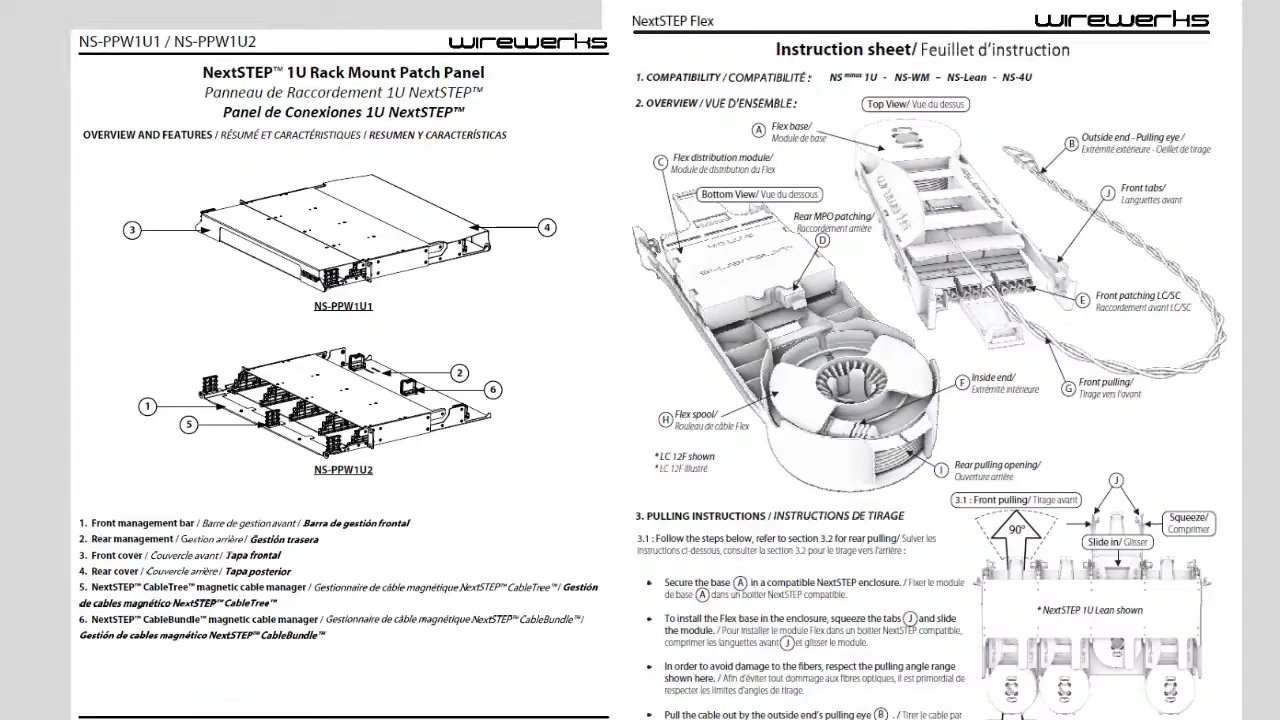 NS-PPW1U1 / NS-PPW1U2
wirewerks
NextSTEP™ 1U Rack Mount Patch Panel
Panneau de Raccordement 1U NextSTEP™
Panel de Conexiones 1U NextSTEP™
OVERVIEW AND FEATURES / RÉSUMÉ ET CARACTÉRISTIQUES / RESUMEN Y CARACTERÍSTICAS
3
4
NS-PPW1U1
2
6
1
5
NS-PPW1U2
1. Front management bar / Barre de gestion avant / Barra de gestión frontal
2. Rear management / Gestion arrière/ Gestión trasera
3. Front cover / Couvercle avant/ Tapa frontal
4. Rear cover / Couvercle arrière/ Tapa posterior
5. NextSTEP™ CableTree™ magnetic cable manager / Gestionnaire de câble magnétique NextSTEP™ CableTree™/ Gestión
de cables magnético NextSTEP™ CableTree™
6. NextSTEP™ CableBundle™ magnetic cable manager / Gestionnaire de câble magnétique NextSTEP™ CableBundle™/
Gestión de cables magnético NextSTEP™ CableBundle™
NextSTEP Flex
wirewerks
Instruction sheet/ Feuillet d'instruction
1. COMPATIBILITY / COMPATIBILITÉ : NS minus 1U - NS-WM – NS-Lean - NS-4U
2. OVERVIEW / VUE D'ENSEMBLE :
Top View/ Vue du dessus
A Flex base/
Module de base
B Outside end - Pulling eye /
Extrémité extérieure - Oeillet de tirage
C Flex distribution module/
Module de distribution du Flex
J Front tabs/
Languettes avant
Bottom View/ Vue du dessous
Rear MPO patching/
Raccordement arrière
D
wirewerks
E Front patching LC/SC
Raccordement avant LC/SC
F Inside end/
Extrémité intérieure
G Front pulling/
Tirage vers l'avant
H Flex spool/
Rouleau de câble Flex
* LC 12F shown
* LC 12F illustré
I Rear pulling opening/
Ouverture arrière
3.1 : Front pulling/ Tirage avant
J
90°
Squeeze/
Comprimer
Slide in/ Glisser
* NextSTEP 1U Lean shown
3. PULLING INSTRUCTIONS / INSTRUCTIONS DE TIRAGE
3.1 : Follow the steps below, refer to section 3.2 for rear pulling/ Suiver les
instructions ci-dessous, consulter la section 3.2 pour le tirage vers l'arrière :
• Secure the base A in a compatible NextSTEP enclosure. / Fixer le module
de base A dans un boitier NextSTEP compatible.
• To install the Flex base in the enclosure, squeeze the tabs J and slide
the module. / Pour installer le module Flex dans un boitier NextSTEP compatible,
comprimer les languettes avant J et glisser le module.
• In order to avoid damage to the fibers, respect the pulling angle range
shown here. / Afin d'éviter tout dommage aux fibres optiques, il est primordial de
respecter les limites d'angles de tirage.
• Pull the cable out by the outside end's pulling eye B . / Tirer le cable par